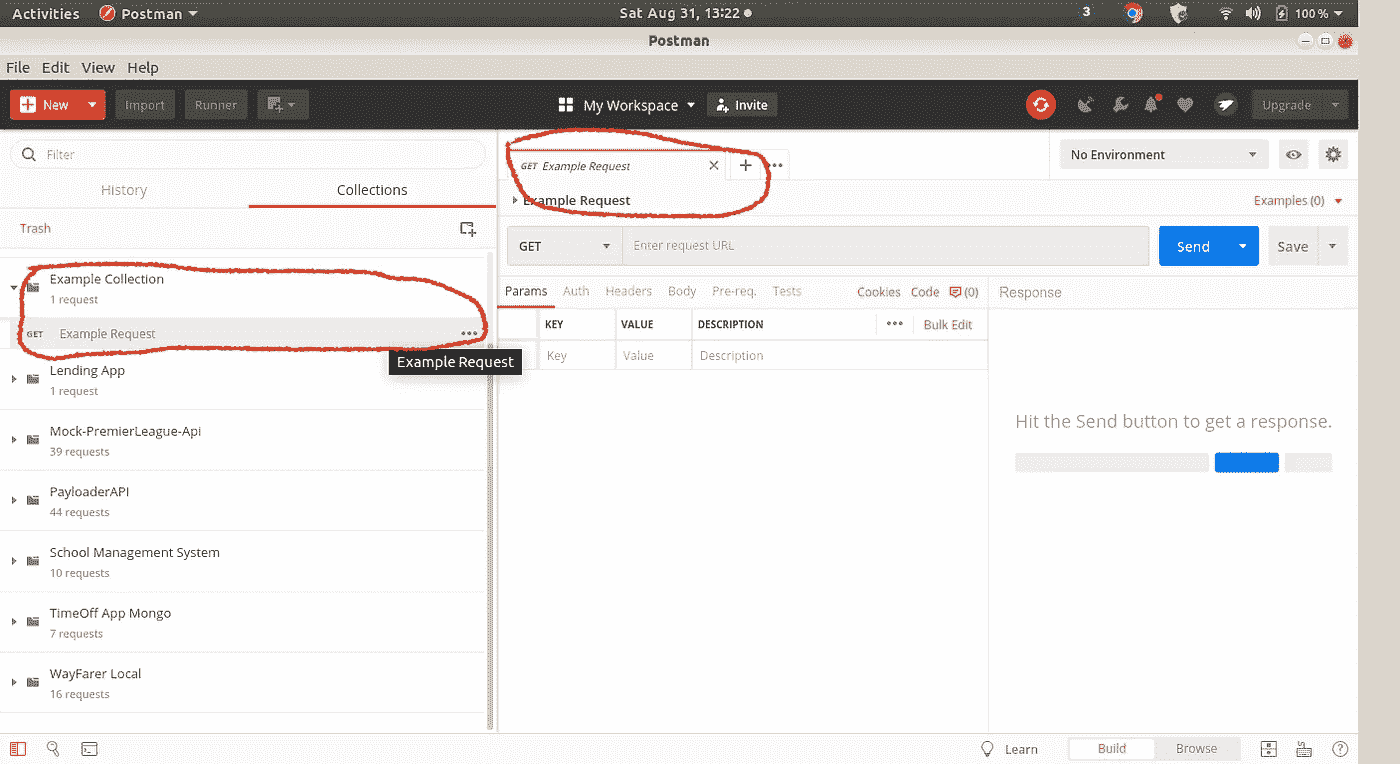 Activities Postman Sat Aug 31, 13:22 3 100%
Postman
File Edit View Help
New Import Runner My Workspace Invite Upgrade
Filter
History Collections
Trash
Example Collection
1 request
GET Example Request
Example Request
Lending App
1 request
Mock-PremierLeague-Api
39 requests
PayloaderAPI
44 requests
School Management System
10 requests
TimeOff App Mongo
7 requests
WayFarer Local
16 requests
GET Example Request
No Environment
Example Request
Examples (0)
GET Enter request URL Send Save
Params Auth Headers Body Pre-req. Tests Cookies Code (0) Response
KEY VALUE DESCRIPTION Bulk Edit
Key Value Description
Hit the Send button to get a response.
Learn Build Browse